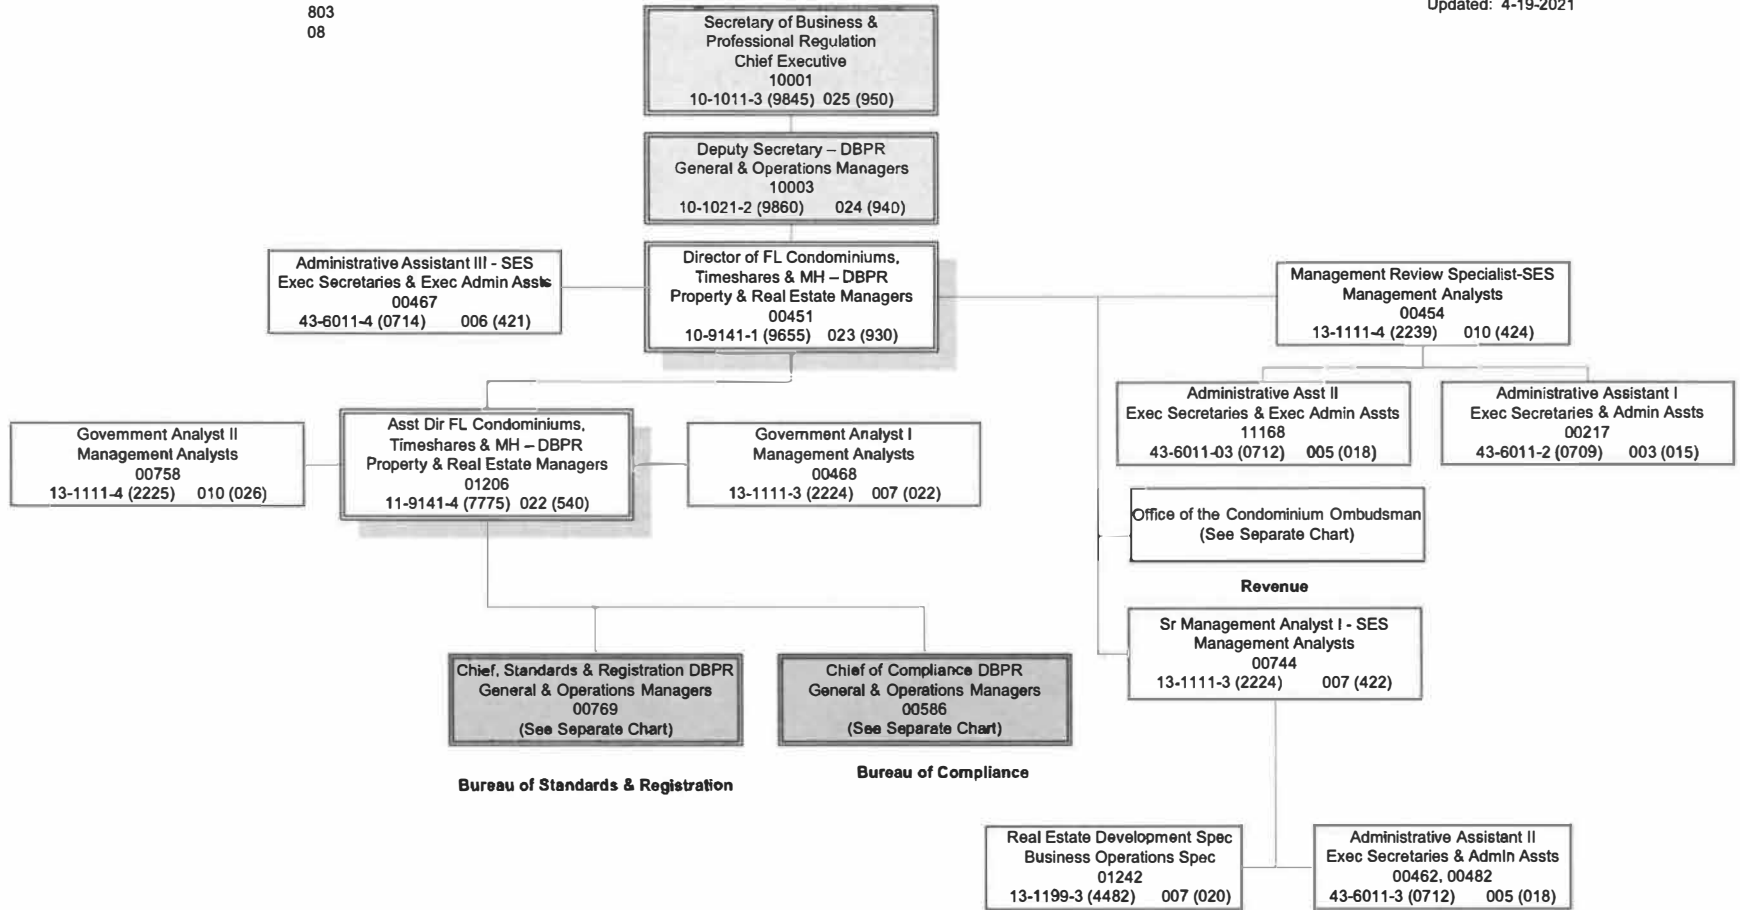 803
08
Updated: 4-19-2021
Secretary of Business &
Professional Regulation
Chief Executive
10001
10-1011-3 (9845) 025 (950)
Deputy Secretary – DBPR
General & Operations Managers
10003
10-1021-2 (9860) 024 (940)
Administrative Assistant III - SES
Exec Secretaries & Exec Admin Assts
00467
43-6011-4 (0714) 006 (421)
Director of FL Condominiums,
Timeshares & MH – DBPR
Property & Real Estate Managers
00451
10-9141-1 (9655) 023 (930)
Management Review Specialist-SES
Management Analysts
00454
13-1111-4 (2239) 010 (424)
Administrative Asst II
Exec Secretaries & Exec Admin Assts
11168
43-6011-03 (0712) 005 (018)
Administrative Assistant I
Exec Secretaries & Admin Assts
00217
43-6011-2 (0709) 003 (015)
Government Analyst II
Management Analysts
00758
13-1111-4 (2225) 010 (026)
Asst Dir FL Condominiums,
Timeshares & MH – DBPR
Property & Real Estate Managers
01206
11-9141-4 (7775) 022 (540)
Government Analyst I
Management Analysts
00468
13-1111-3 (2224) 007 (022)
Office of the Condominium Ombudsman
(See Separate Chart)
Revenue
Sr Management Analyst I - SES
Management Analysts
00744
13-1111-3 (2224) 007 (422)
Chief, Standards & Registration DBPR
General & Operations Managers
00769
(See Separate Chart)
Bureau of Standards & Registration
Chief of Compliance DBPR
General & Operations Managers
00586
(See Separate Chart)
Bureau of Compliance
Real Estate Development Spec
Business Operations Spec
01242
13-1199-3 (4482) 007 (020)
Administrative Assistant II
Exec Secretaries & Admin Assts
00462, 00482
43-6011-3 (0712) 005 (018)